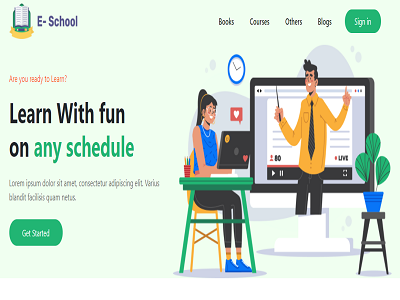 E- School
Books Courses Others Blogs Sign in
Are you ready to Learn?
Learn With fun
on any schedule
Lorem ipsum dolor sit amet, consectetur adipiscing elit. Varius
blandit facilisis quam netus.
Get Started
80
LIVE